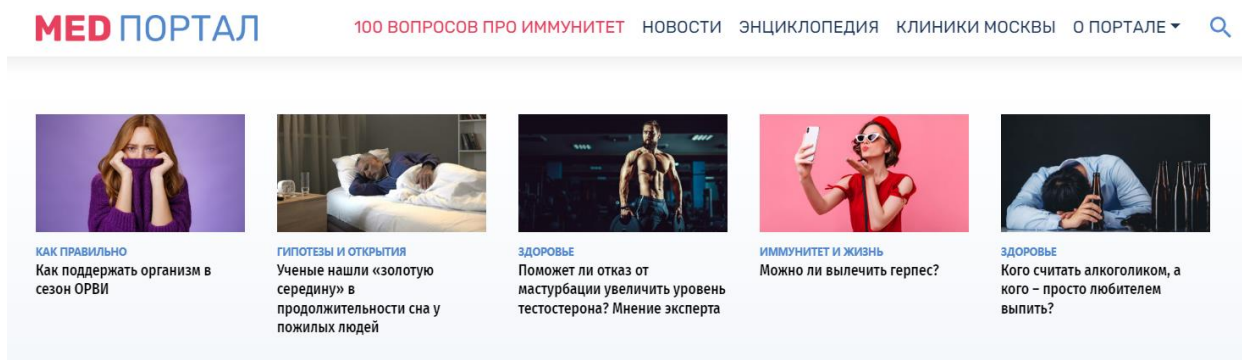 MED ПОРТАЛ
100 ВОПРОСОВ ПРО ИММУНИТЕТ НОВОСТИ ЭНЦИКЛОПЕДИЯ КЛИНИКИ МОСКВЫ О ПОРТАЛЕ
КАК ПРАВИЛЬНО
Как поддержать организм в
сезон ОРВИ
ГИПОТЕЗЫ И ОТКРЫТИЯ
Ученые нашли «золотую
середину» в
продолжительности сна у
пожилых людей
ЗДОРОВЬЕ
Поможет ли отказ от
мастурбации увеличить уровень
тестостерона? Мнение эксперта
ИММУНИТЕТ И ЖИЗНЬ
Можно ли вылечить герпес?
ЗДОРОВЬЕ
Кого считать алкоголиком, а
кого – просто любителем
выпить?